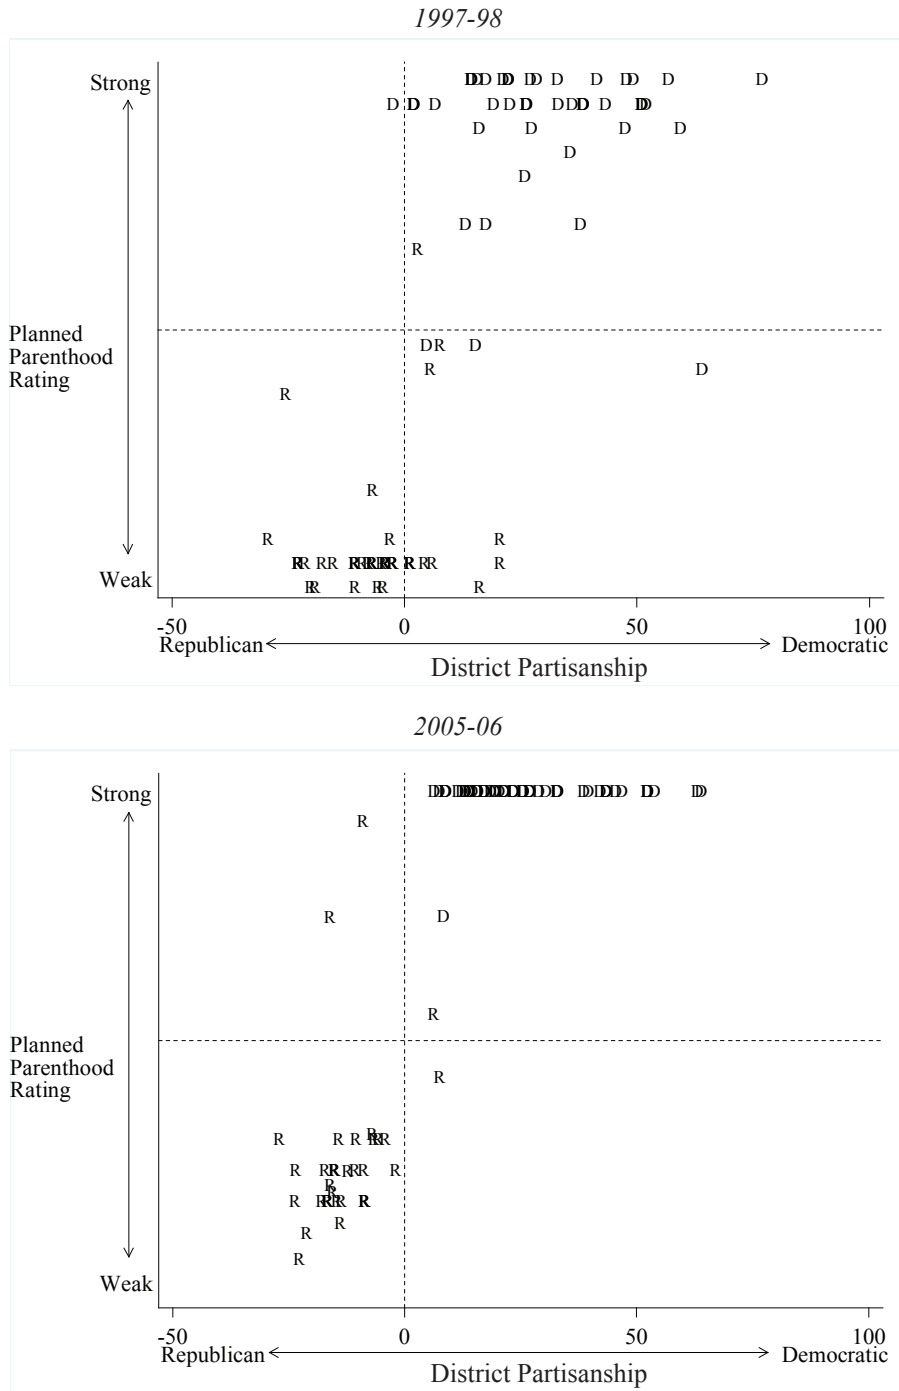 1997-98
Strong
D D D D D D D D D D D D D D
D D D D D D D D D D D D D D
D D D D
D
D
D D D
R
Planned
Parenthood
Rating
D R D
R D
R
R
R R R
R R R R R R R R R R R R R
R R R R R R
Weak
-50 0 50 100
Republican Democratic
District Partisanship
2005-06
Strong
R
R D
R
Planned
Parenthood
Rating
R
R R R R R R
R R R R R R R
R
R
R R R R R R
R
R
R
Weak
-50 0 50 100
Republican Democratic
District Partisanship